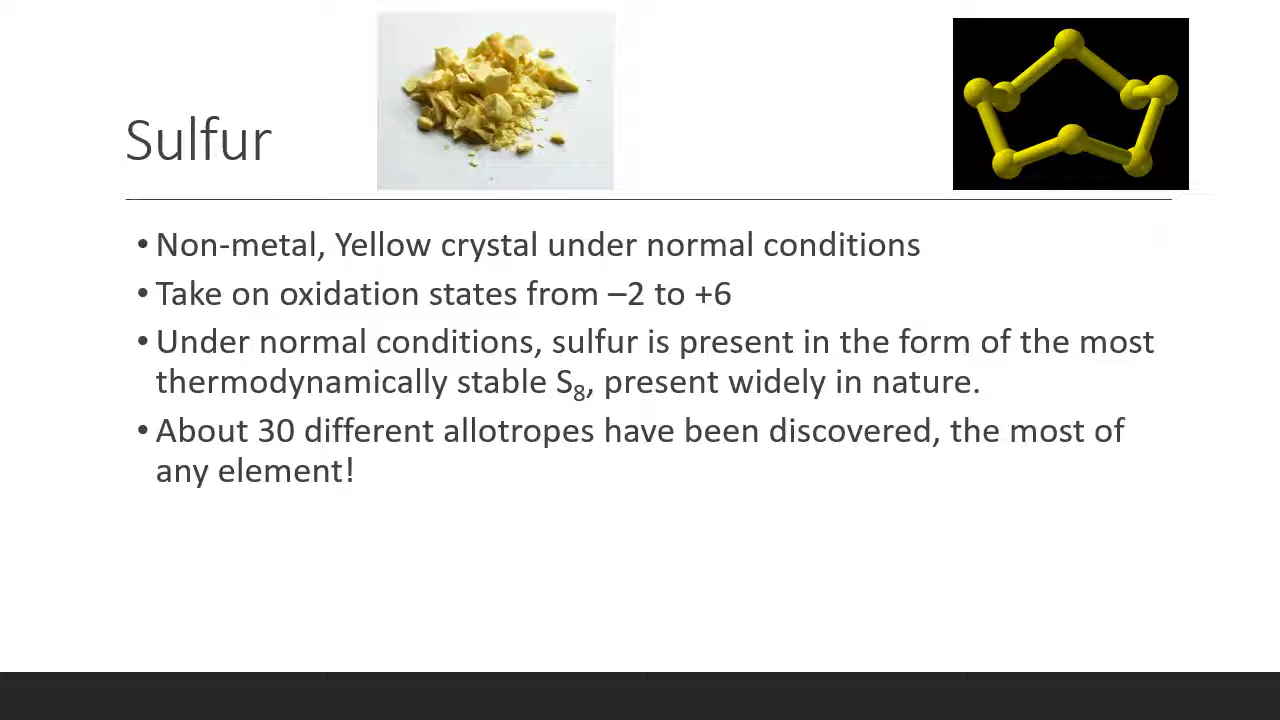 Sulfur
• Non-metal, Yellow crystal under normal conditions
• Take on oxidation states from –2 to +6
• Under normal conditions, sulfur is present in the form of the most
thermodynamically stable S₈, present widely in nature.
• About 30 different allotropes have been discovered, the most of
any element!